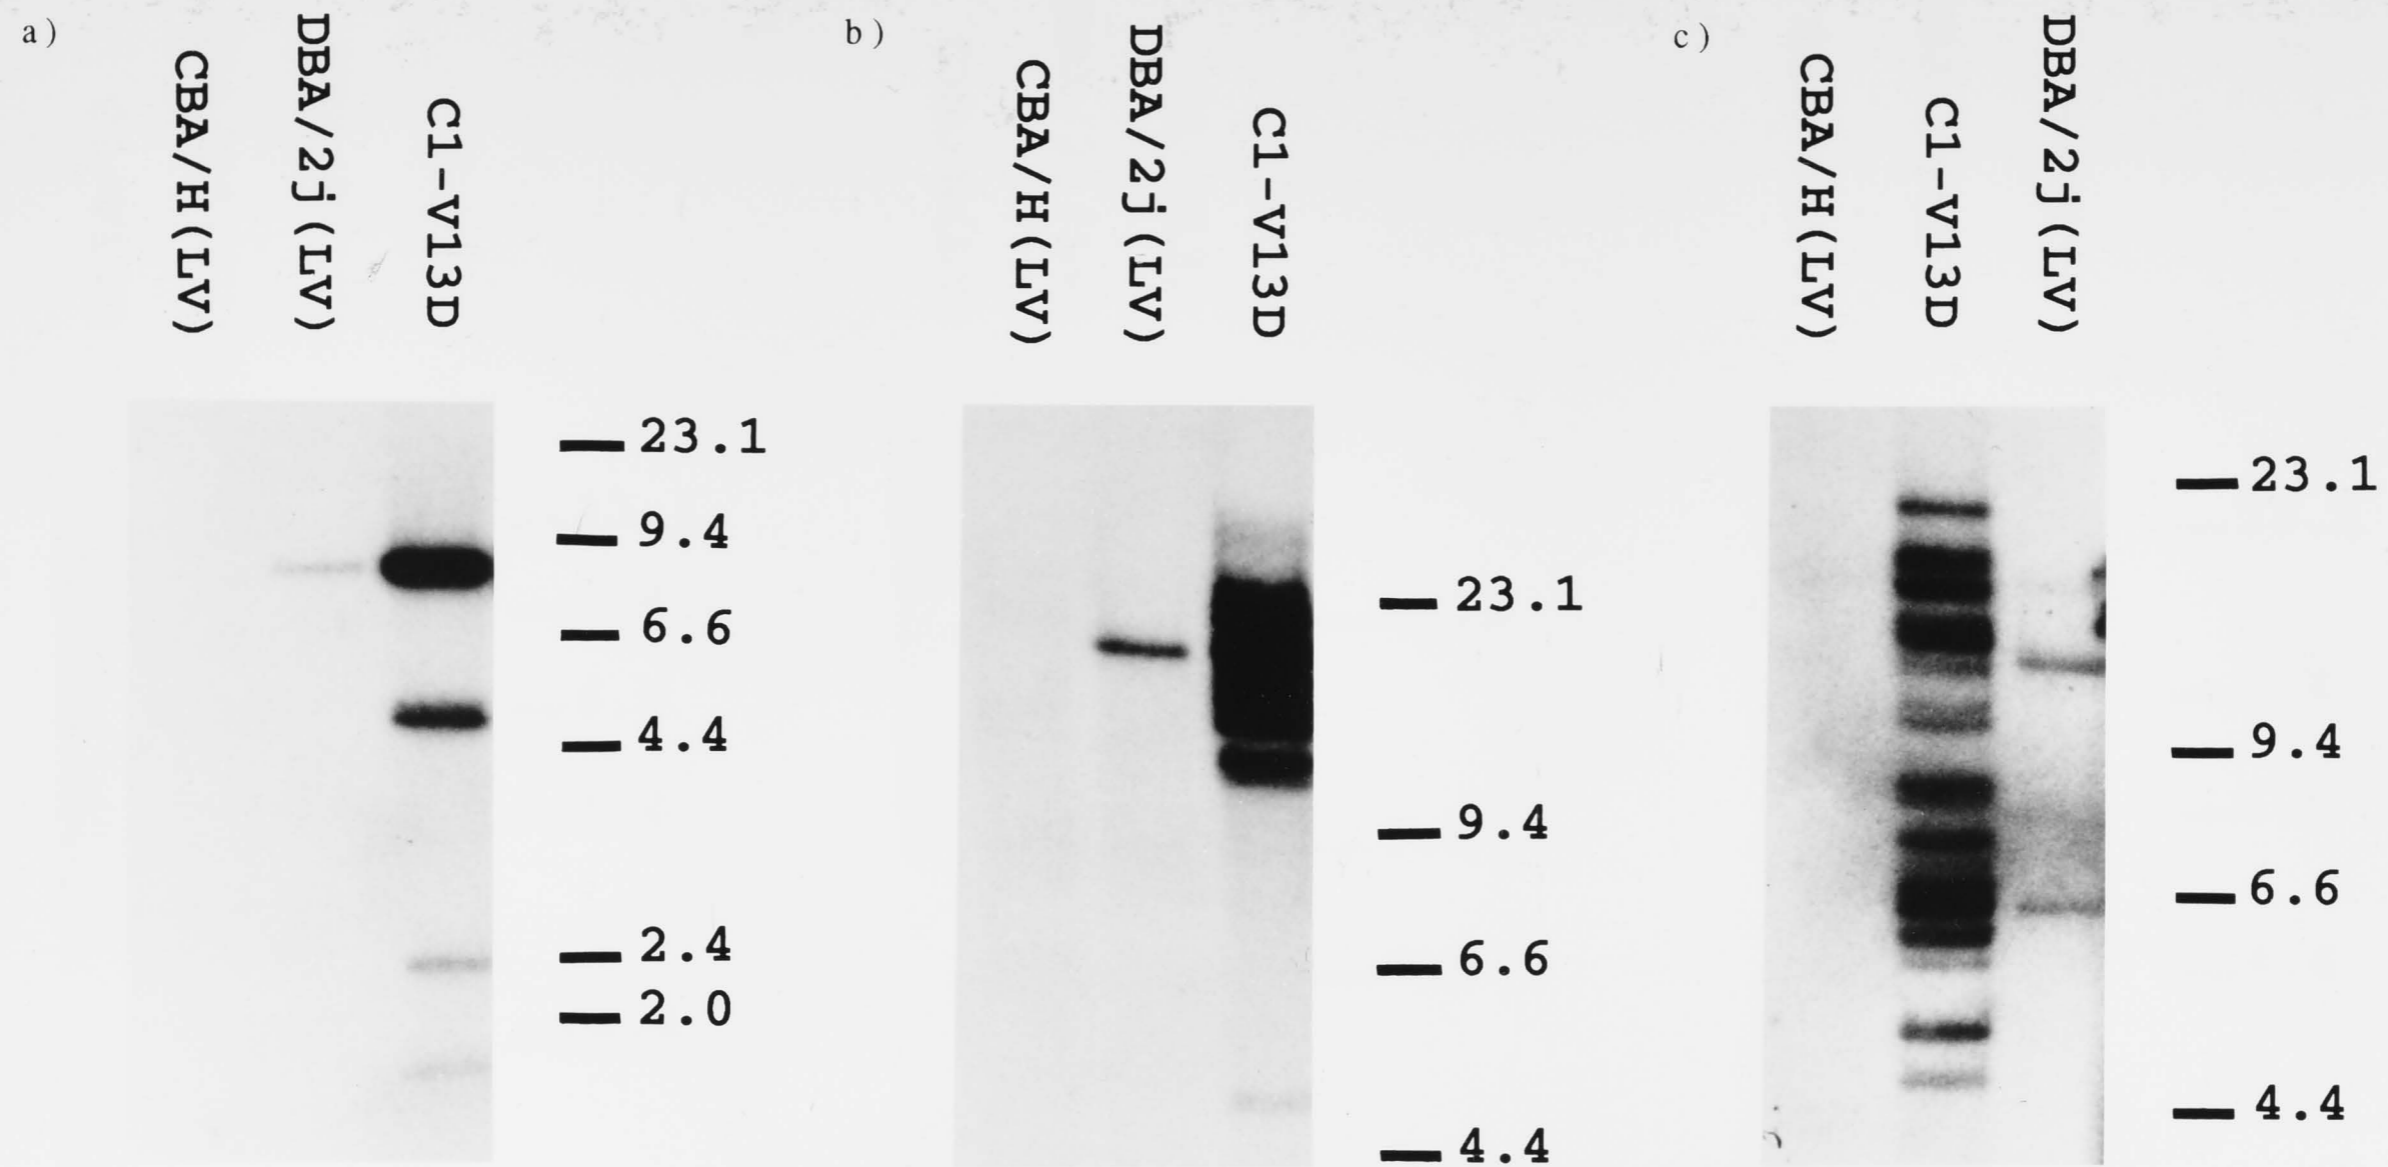 a)
CBA/H(LV)
DBA/2j(LV)
C1-V13D
23.1
9.4
6.6
4.4
2.4
2.0
b)
CBA/H(LV)
DBA/2j(LV)
C1-V13D
23.1
9.4
6.6
4.4
c)
CBA/H(LV)
C1-V13D
DBA/2j(LV)
23.1
9.4
6.6
4.4